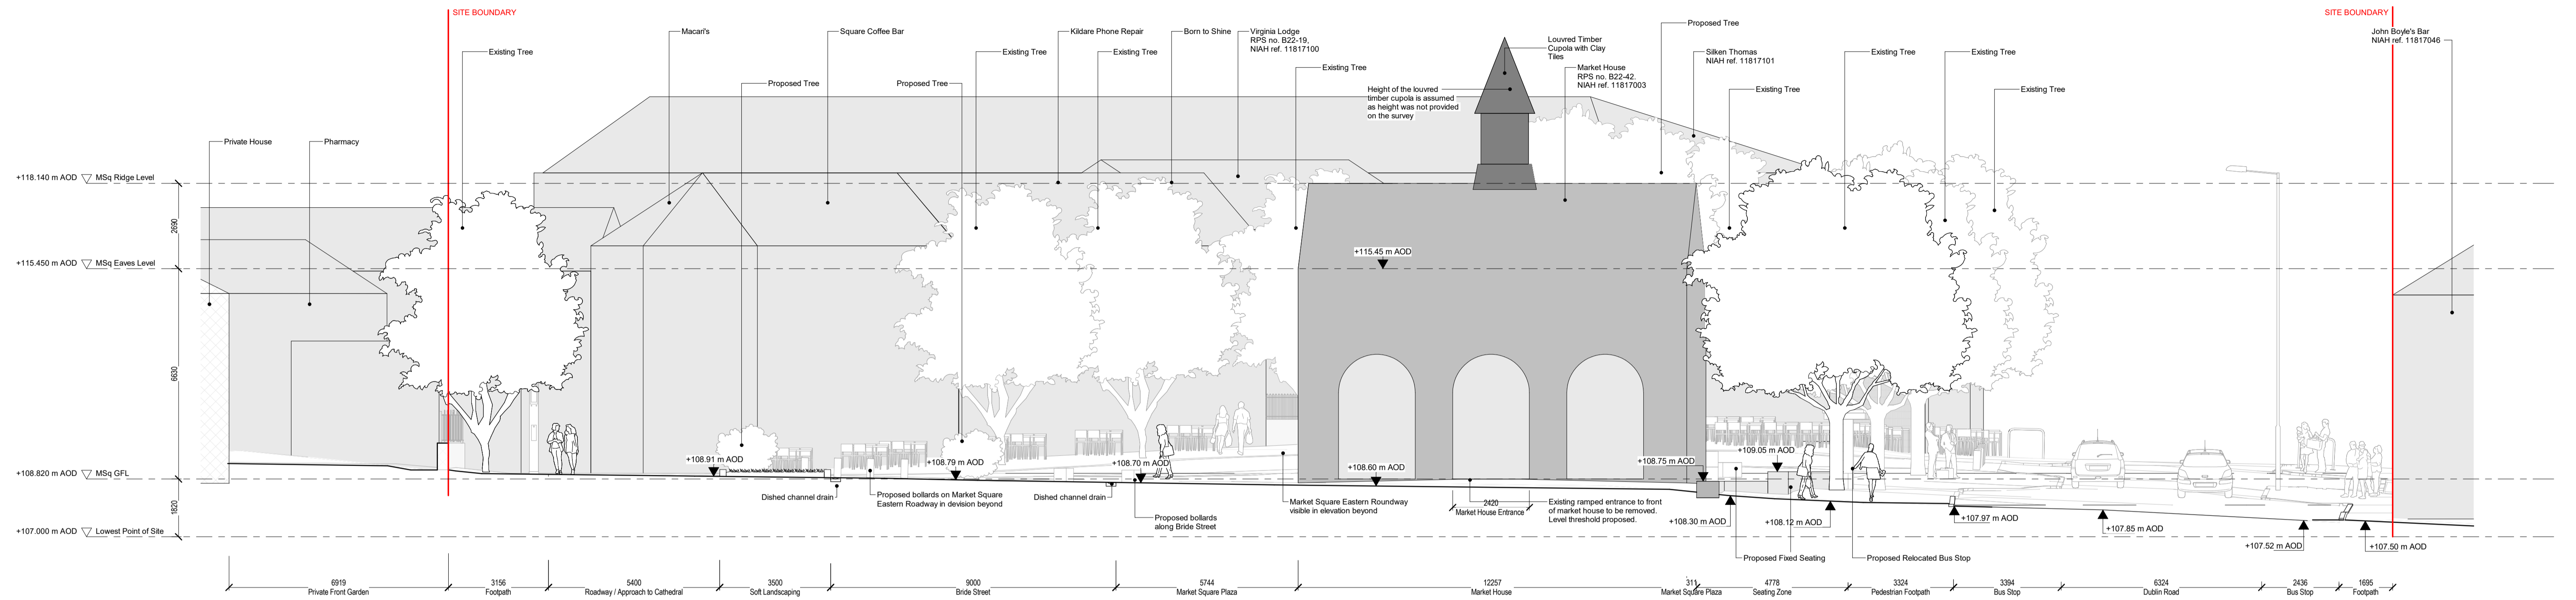 SITE BOUNDARY
SITE BOUNDARY
Macari's
Square Coffee Bar
Kildare Phone Repair
Born to Shine
Virginia Lodge
RPS no. B22-19,
NIAH ref. 11817100
Proposed Tree
John Boyle's Bar
NIAH ref. 11817046
Louvred Timber
Cupola with Clay
Tiles
Existing Tree
Existing Tree
Existing Tree
Silken Thomas
NIAH ref. 11817101
Existing Tree
Existing Tree
Existing Tree
Market House
RPS no. B22-42.
NIAH ref. 11817003
Proposed Tree
Proposed Tree
Height of the louvred
timber cupola is assumed
as height was not provided
on the survey
Existing Tree
Existing Tree
Private House
Pharmacy
+118.140 m AOD
MSq Ridge Level
2690
+115.45 m AOD
+115.450 m AOD
MSq Eaves Level
6630
+108.91 m AOD
+108.79 m AOD
+108.70 m AOD
+108.60 m AOD
+108.75 m AOD
+109.05 m AOD
+108.820 m AOD
MSq GFL
Dished channel drain
Proposed bollards on Market Square
Eastern Roadway in devision beyond
Dished channel drain
Market Square Eastern Roundway
visible in elevation beyond
2420
Market House Entrance
Existing ramped entrance to front
of market house to be removed.
Level threshold proposed.
1820
Proposed bollards
along Bride Street
+108.30 m AOD
+108.12 m AOD
+107.97 m AOD
+107.85 m AOD
+107.52 m AOD
+107.50 m AOD
+107.000 m AOD
Lowest Point of Site
Proposed Fixed Seating
Proposed Relocated Bus Stop
6919
Private Front Garden
3156
Footpath
5400
Roadway / Approach to Cathedral
3500
Soft Landscaping
9000
Bride Street
5744
Market Square Plaza
12257
Market House
311
Market Square Plaza
4778
Seating Zone
3324
Pedestrian Footpath
3394
Bus Stop
6324
Dublin Road
2436
Bus Stop
1695
Footpath